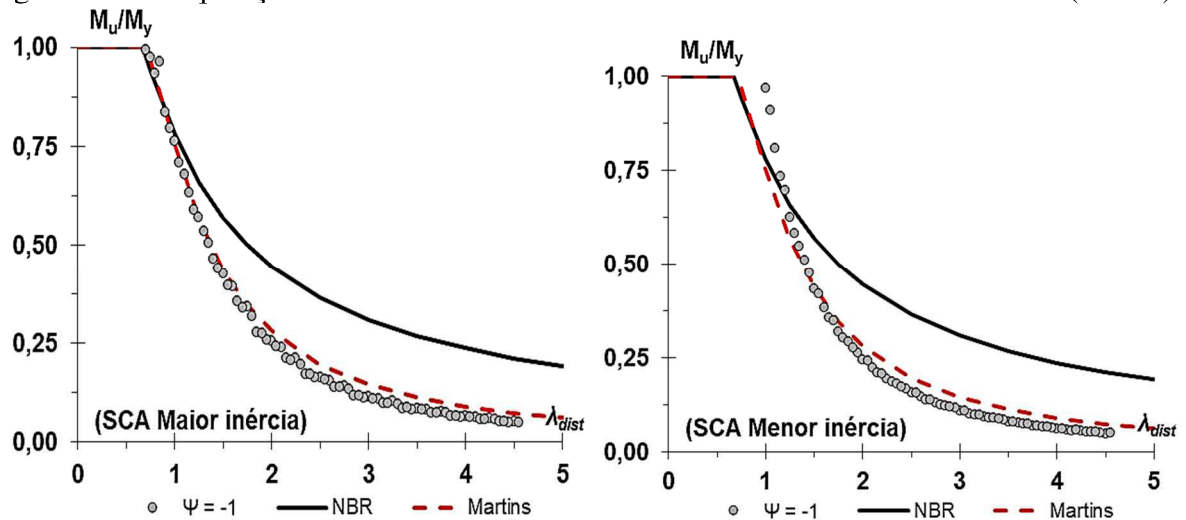 Mu/My
1,00
0,75
0,50
0,25
0,00
(SCA Maior inércia)
λdist
0 1 2 3 4 5
Ψ = -1 NBR Martins
Mu/My
1,00
0,75
0,50
0,25
0,00
(SCA Menor inércia)
λdist
0 1 2 3 4 5
Ψ = -1 NBR Martins